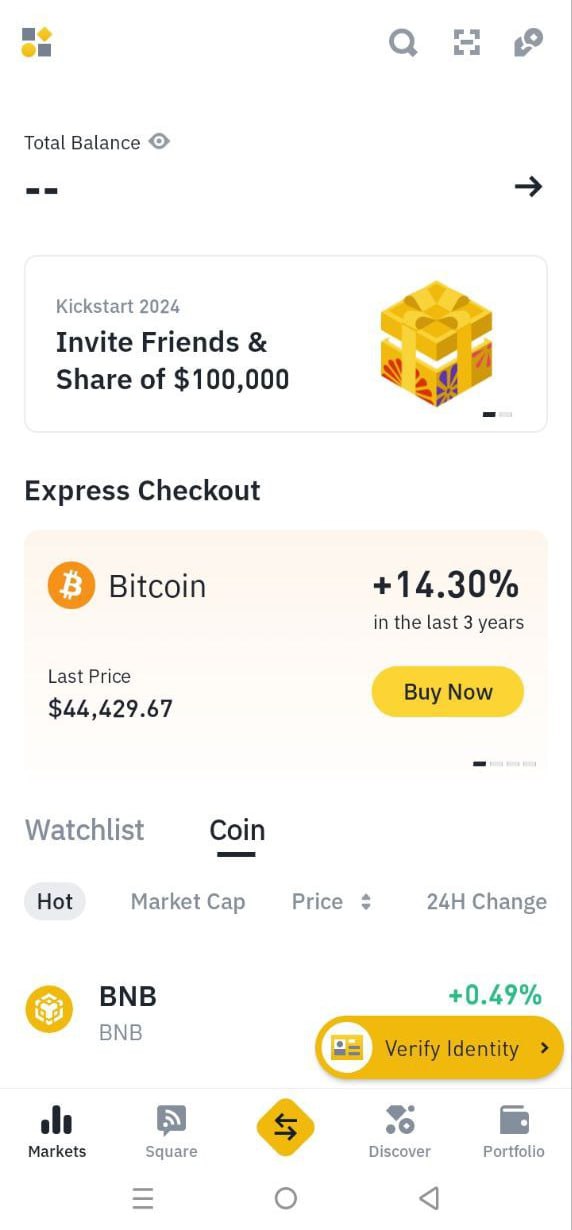 Total Balance
--
Kickstart 2024
Invite Friends &
Share of $100,000
Express Checkout
Bitcoin
+14.30%
in the last 3 years
Last Price
$44,429.67
Buy Now
Watchlist Coin
Hot Market Cap Price 24H Change
BNB
+0.49%
BNB
Verify Identity
Markets Square Discover Portfolio